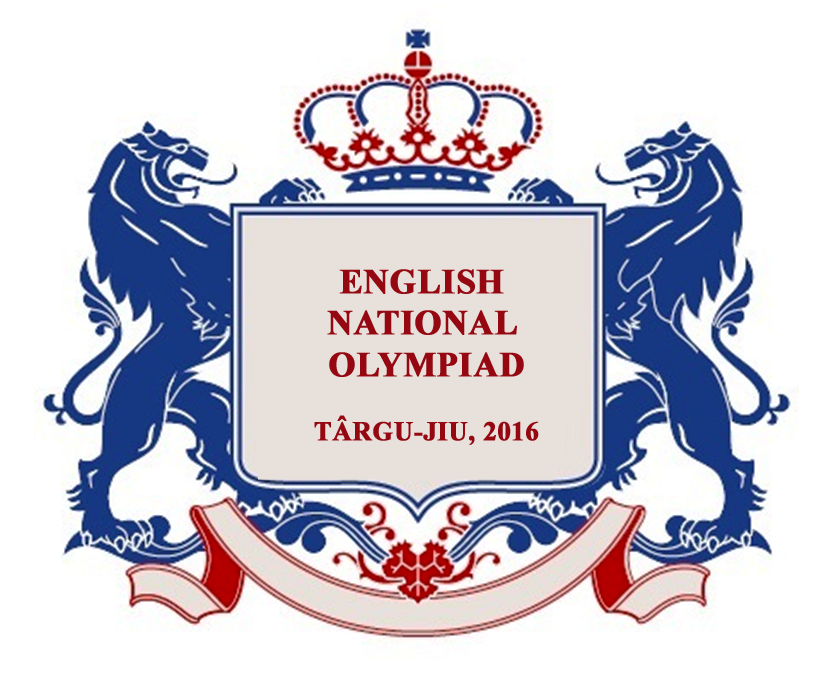 ENGLISH
NATIONAL
OLYMPIAD
TÂRGU-JIU, 2016